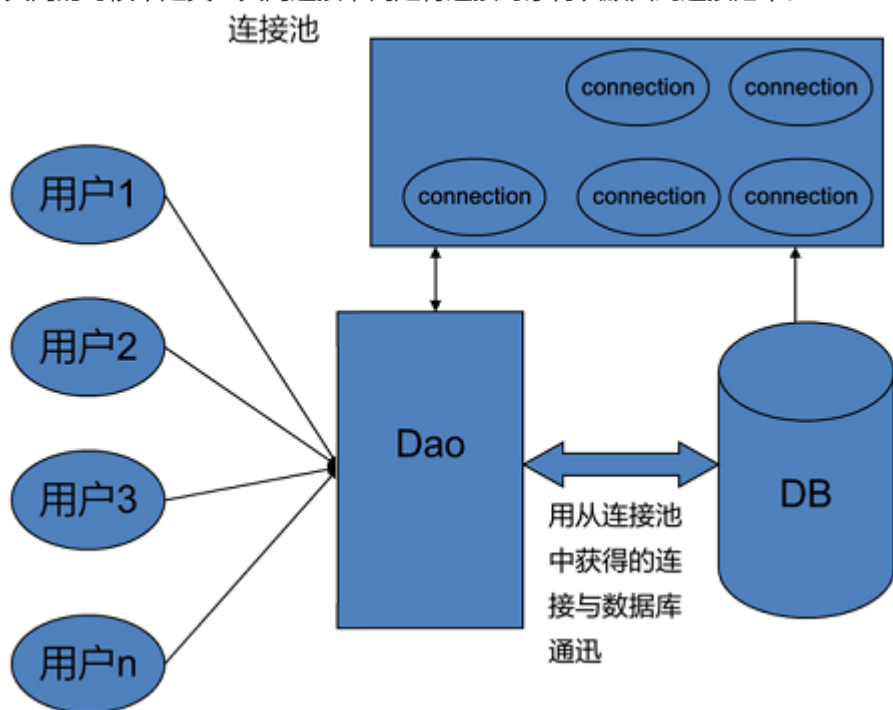 连接池
connection
connection
connection
connection
connection
用户1
用户2
用户3
用户n
Dao
用从连接池
中获得的连
接与数据库
通迅
DB